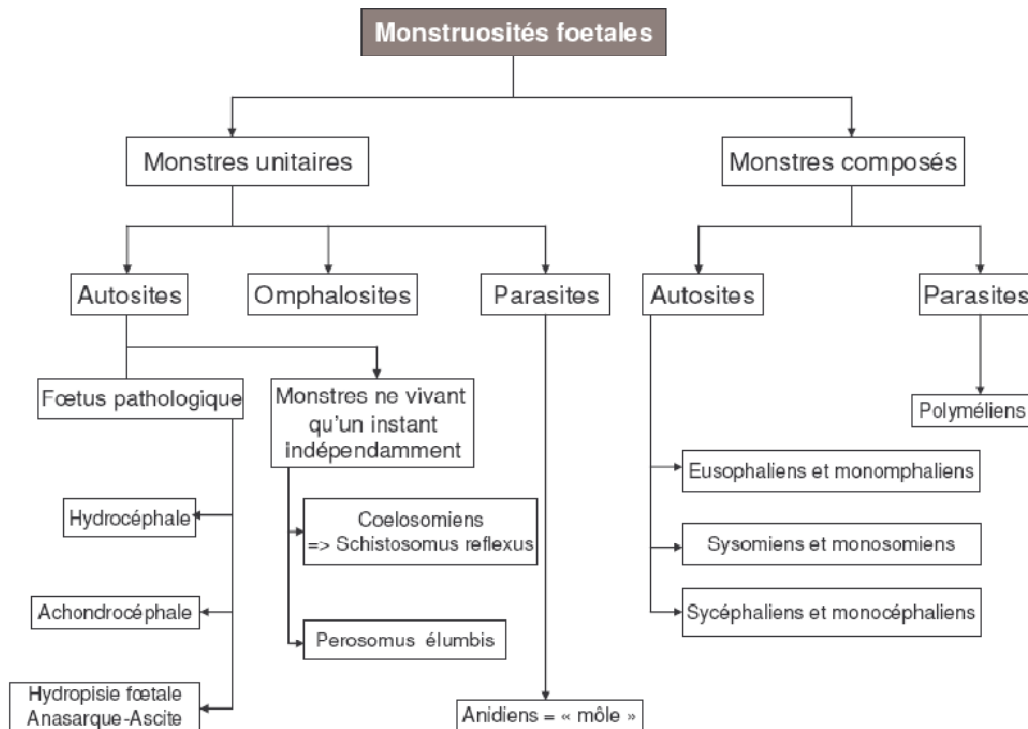 Monstruosités foetales
Monstres unitaires
Monstres composés
Autosites
Omphalosites
Parasites
Autosites
Parasites
Fœtus pathologique
Monstres ne vivant
qu'un instant
indépendamment
Polyméliens
Eusophaliens et monomphaliens
Hydrocéphale
Coelosomiens
=> Schistosomus reflexus
Sysomiens et monosomiens
Achondrocéphale
Sycéphaliens et monocéphaliens
Perosomus élumbis
Hydropisie fœtale
Anasarque-Ascite
Anidiens = « môle »